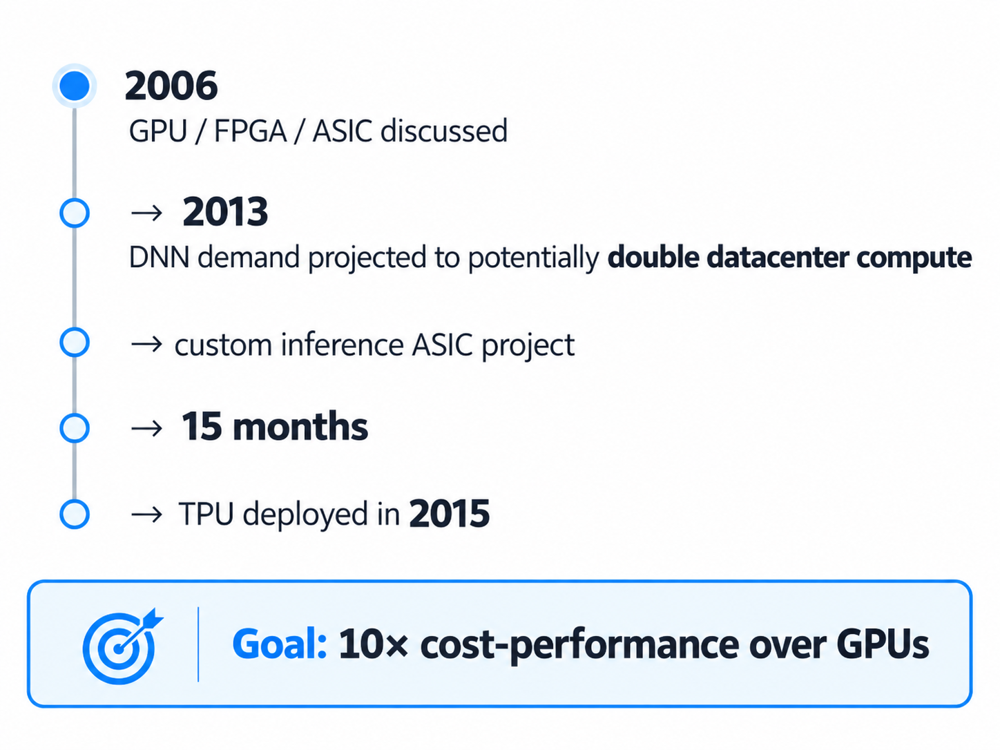 2006
GPU / FPGA / ASIC discussed
→ 2013
DNN demand projected to potentially double datacenter compute
→ custom inference ASIC project
→ 15 months
→ TPU deployed in 2015
Goal: 10× cost-performance over GPUs